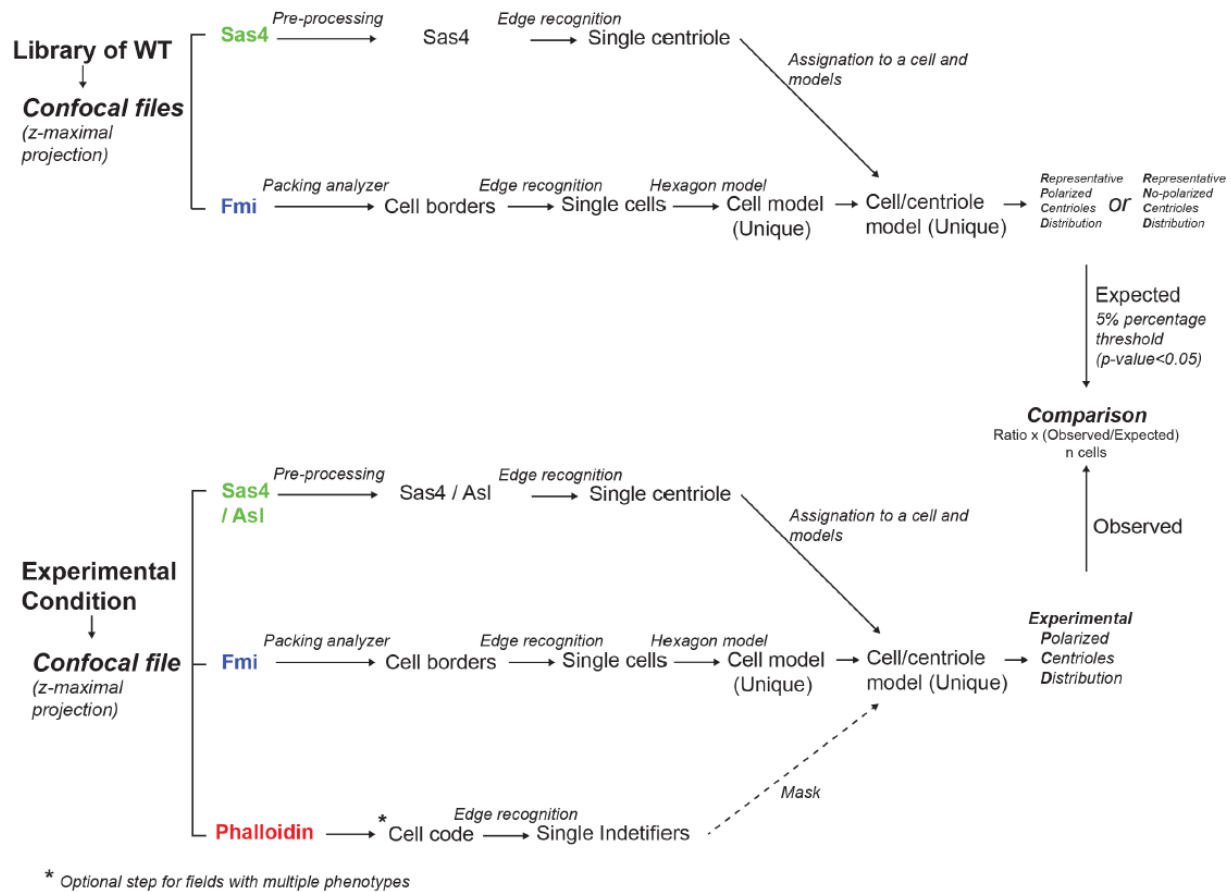 Library of WT
Confocal files
(z-maximal
projection)
Sas4
Pre-processing
Sas4
Edge recognition
Single centriole
Assignation to a cell and
models
Fmi
Packing analyzer
Cell borders
Edge recognition
Single cells
Hexagon model
Cell model
(Unique)
Cell/centriole
model (Unique)
Representative
Polarized
Centrioles
Distribution
or
Representative
No-polarized
Centrioles
Distribution
Expected
5% percentage
threshold
(p-value<0.05)
Comparison
Ratio x (Observed/Expected)
n cells
Observed
Experimental
Condition
Confocal file
(z-maximal
projection)
Sas4
/ Asl
Pre-processing
Sas4 / Asl
Edge recognition
Single centriole
Assignation to a cell and
models
Fmi
Packing analyzer
Cell borders
Edge recognition
Single cells
Hexagon model
Cell model
(Unique)
Cell/centriole
model (Unique)
Experimental
Polarized
Centrioles
Distribution
Phalloidin
* Cell code
Edge recognition
Single Indetifiers
Mask
* Optional step for fields with multiple phenotypes